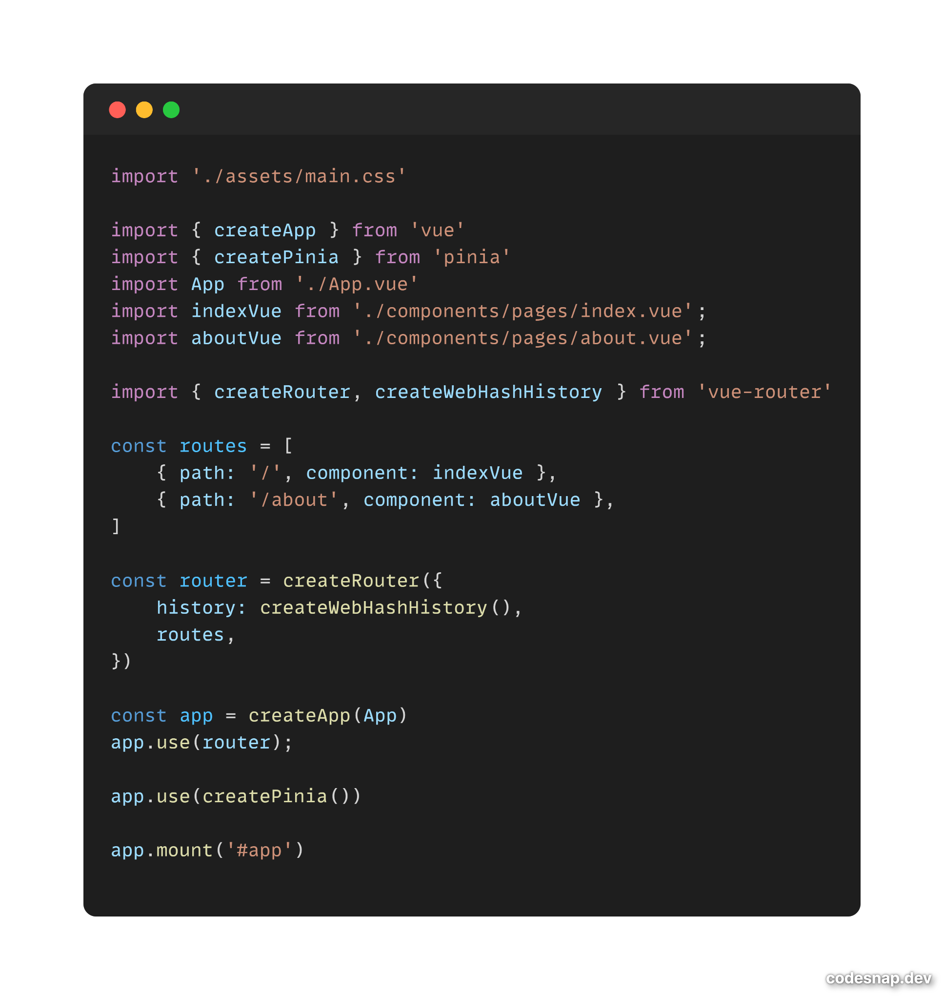 import './assets/main.css'
import { createApp } from 'vue'
import { createPinia } from 'pinia'
import App from './App.vue'
import indexVue from './components/pages/index.vue';
import aboutVue from './components/pages/about.vue';
import { createRouter, createWebHashHistory } from 'vue-router'
const routes = [
    { path: '/', component: indexVue },
    { path: '/about', component: aboutVue },
]
const router = createRouter({
    history: createWebHashHistory(),
    routes,
})
const app = createApp(App)
app.use(router);
app.use(createPinia())
app.mount('#app')
codesnap.dev